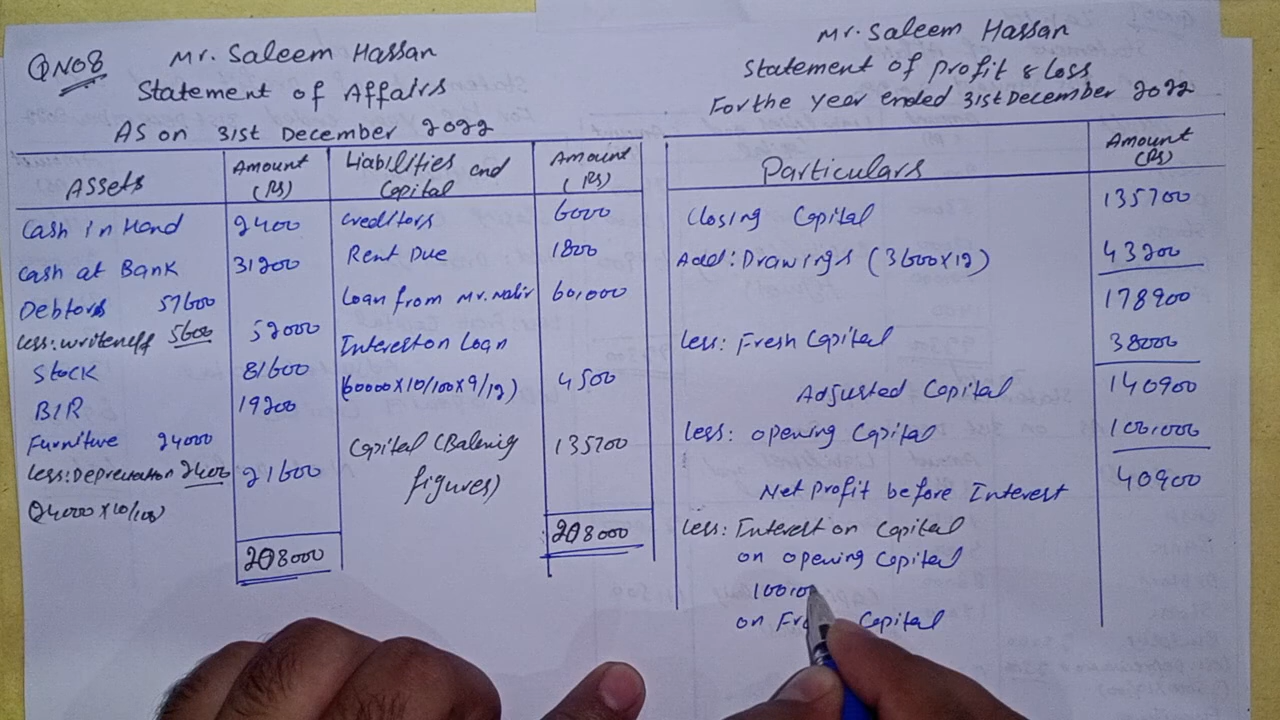 QNO8
Mr. Saleem Hassan
Statement of Affairs
AS on 31st December 2022
Assets Amount (Rs) Liabilities and Capital Amount (Rs)
Cash in Hand 2400 Creditors 6000
Cash at Bank 31200 Rent Due 1800
Debtors 57600 Loan from Mr. Nasir 60,000
Less: writeneff 5600 52000 Interest on Loan
Stock 81600 (60000x10/100x9/12) 4500
B/R 19200
Furniture 24000 Capital (Balencing 135700
Less: Depreciation 2400 21600 figures)
(24000x10/100)
208000 208000
Mr. Saleem Hassan
Statement of Profit & Loss
For the Year ended 31st December 2022
Particulars Amount (Rs)
Closing Capital 135700
Add: Drawings (3600x12) 43200
178900
Less: Fresh Capital 38000
Adjusted Capital 140900
Less: Opening Capital 100,000
Net Profit before Interest 40900
Less: Interest on Capital
on opening Capital
100,00
on Capital